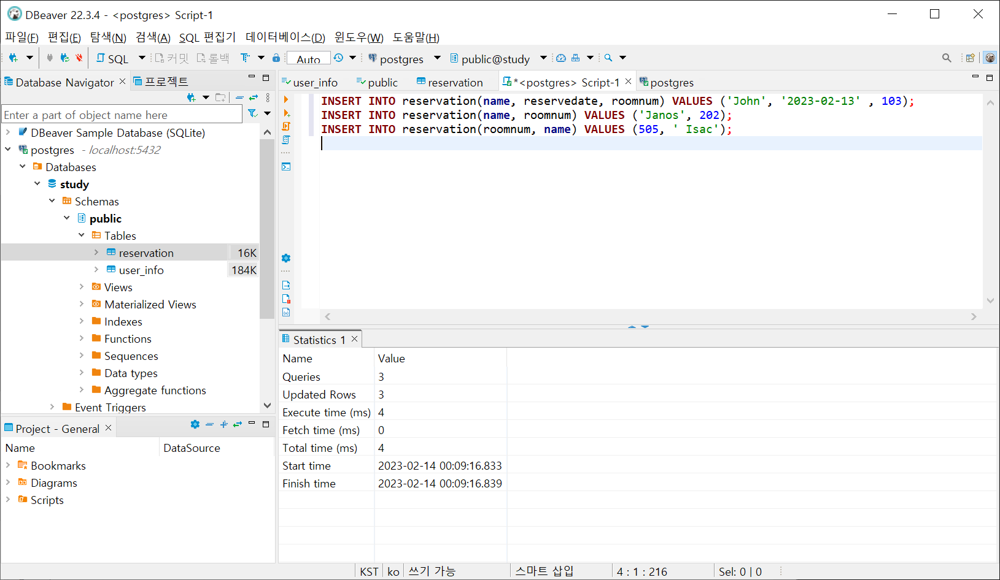 DBeaver 22.3.4 - <postgres> Script-1
파일(F) 편집(E) 탐색(N) 검색(A) SQL 편집기 데이터베이스(D) 윈도우(W) 도움말(H)
SQL 커밋 롤백 Auto postgres public@study
Database Navigator 프로젝트
Enter a part of object name here
DBeaver Sample Database (SQLite)
postgres - localhost:5432
Databases
study
Schemas
public
Tables
reservation 16K
user_info 184K
Views
Materialized Views
Indexes
Functions
Sequences
Data types
Aggregate functions
Event Triggers
Project - General
Name DataSource
Bookmarks
Diagrams
Scripts
user_info public reservation *<postgres> Script-1 postgres
INSERT INTO reservation(name, reservedate, roomnum) VALUES ('John', '2023-02-13' , 103);
INSERT INTO reservation(name, roomnum) VALUES ('Janos', 202);
INSERT INTO reservation(roomnum, name) VALUES (505, ' Isac');
Statistics 1
Name Value
Queries 3
Updated Rows 3
Execute time (ms) 4
Fetch time (ms) 0
Total time (ms) 4
Start time 2023-02-14 00:09:16.833
Finish time 2023-02-14 00:09:16.839
KST ko 쓰기 가능 스마트 삽입 4 : 1 : 216 Sel: 0 | 0